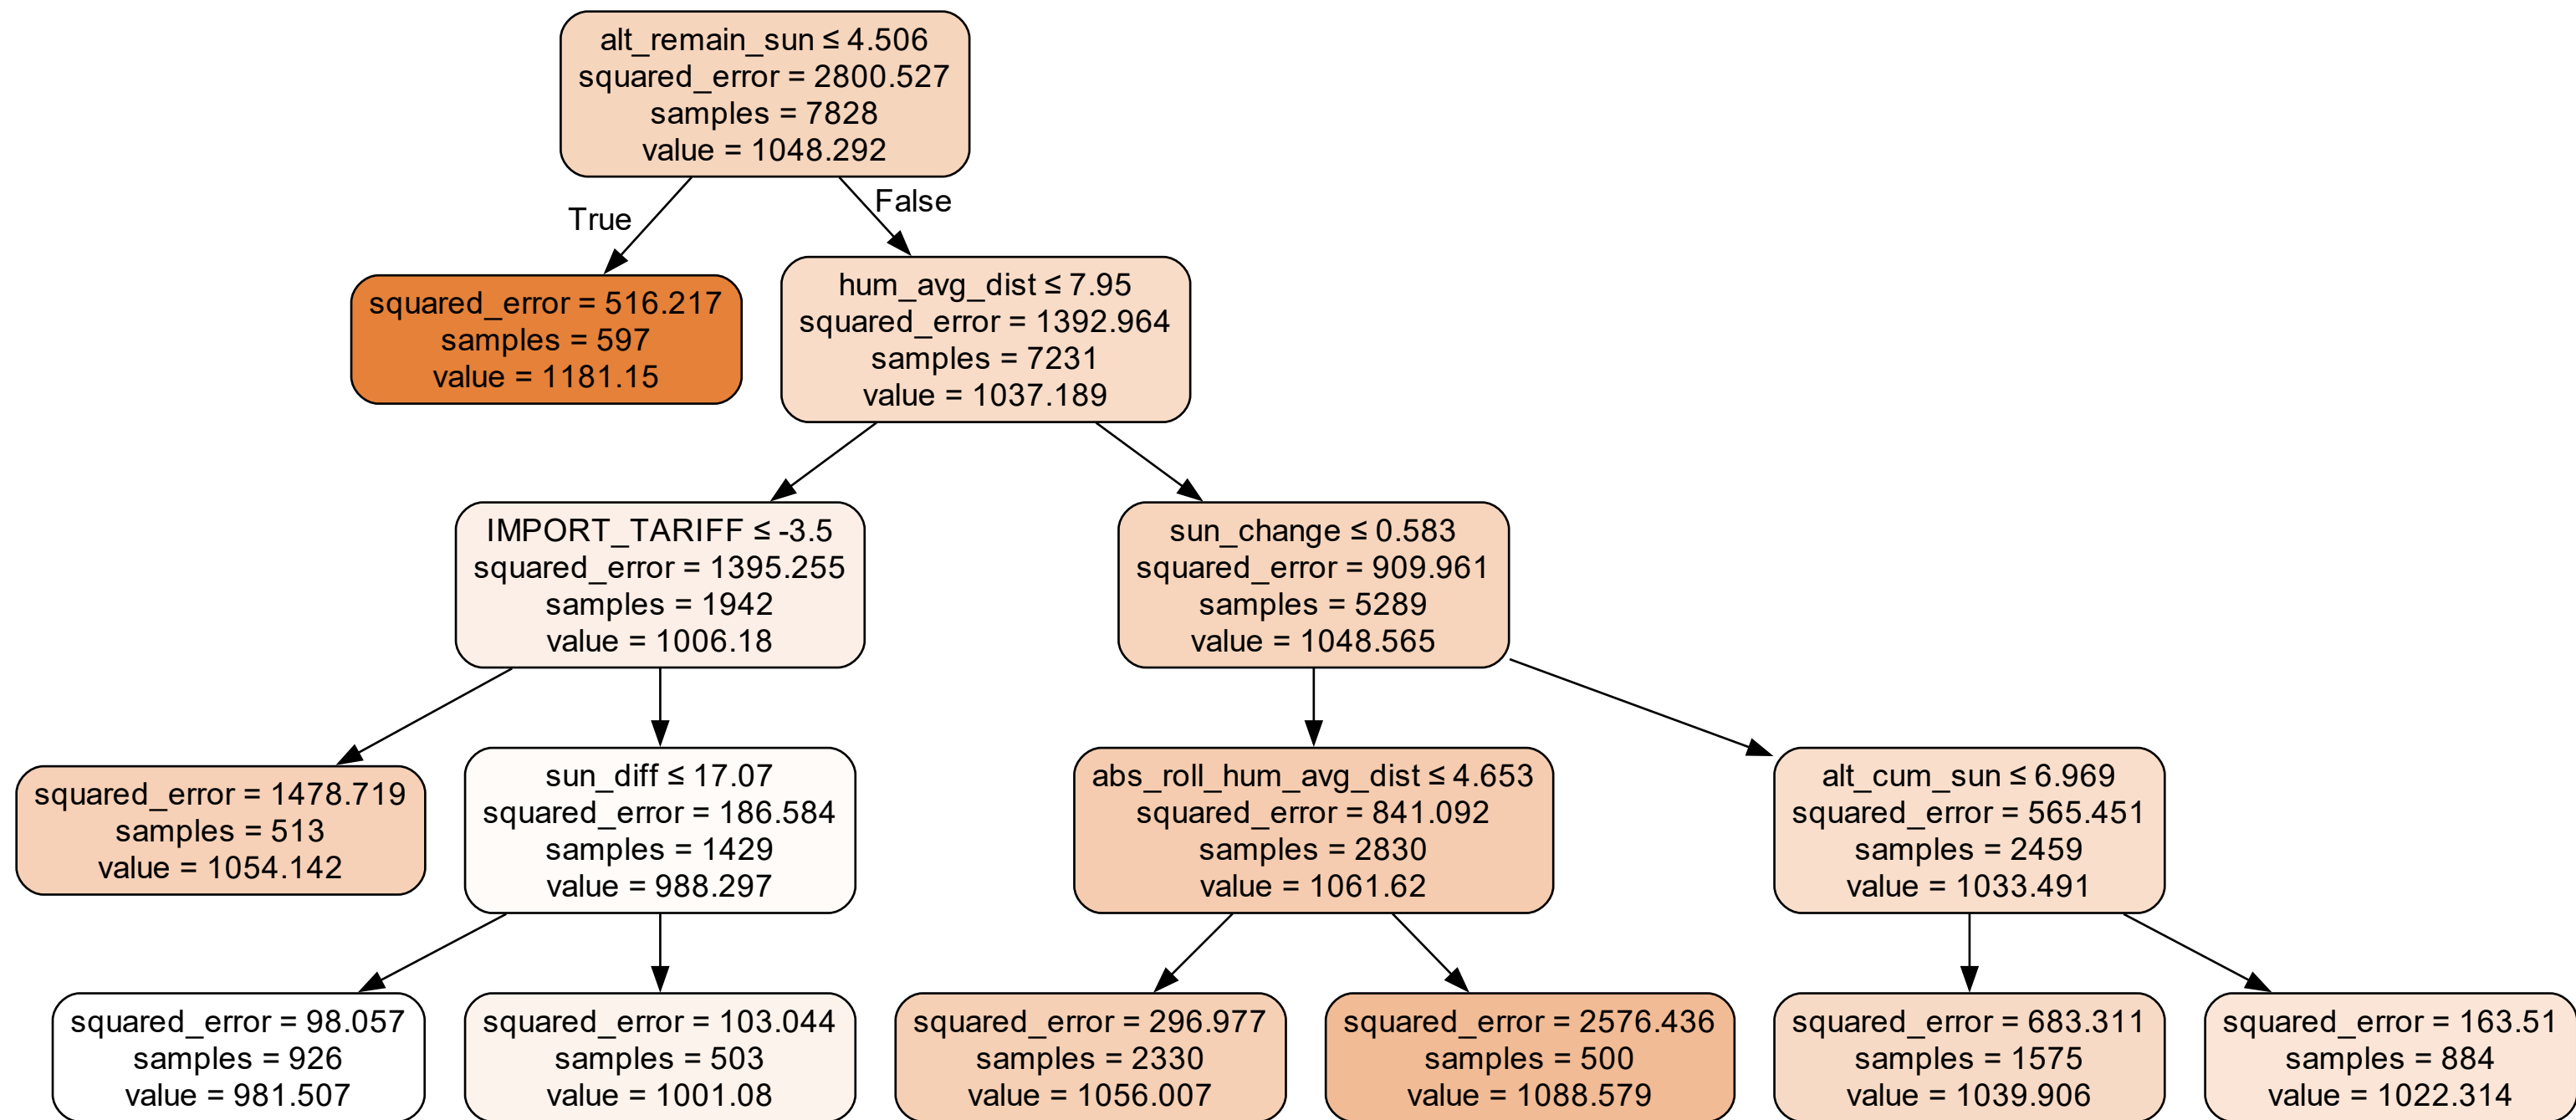 alt_remain_sun ≤ 4.506
squared_error = 2800.527
samples = 7828
value = 1048.292
True
False
squared_error = 516.217
samples = 597
value = 1181.15
hum_avg_dist ≤ 7.95
squared_error = 1392.964
samples = 7231
value = 1037.189
IMPORT_TARIFF ≤ -3.5
squared_error = 1395.255
samples = 1942
value = 1006.18
sun_change ≤ 0.583
squared_error = 909.961
samples = 5289
value = 1048.565
squared_error = 1478.719
samples = 513
value = 1054.142
sun_diff ≤ 17.07
squared_error = 186.584
samples = 1429
value = 988.297
abs_roll_hum_avg_dist ≤ 4.653
squared_error = 841.092
samples = 2830
value = 1061.62
alt_cum_sun ≤ 6.969
squared_error = 565.451
samples = 2459
value = 1033.491
squared_error = 98.057
samples = 926
value = 981.507
squared_error = 103.044
samples = 503
value = 1001.08
squared_error = 296.977
samples = 2330
value = 1056.007
squared_error = 2576.436
samples = 500
value = 1088.579
squared_error = 683.311
samples = 1575
value = 1039.906
squared_error = 163.51
samples = 884
value = 1022.314